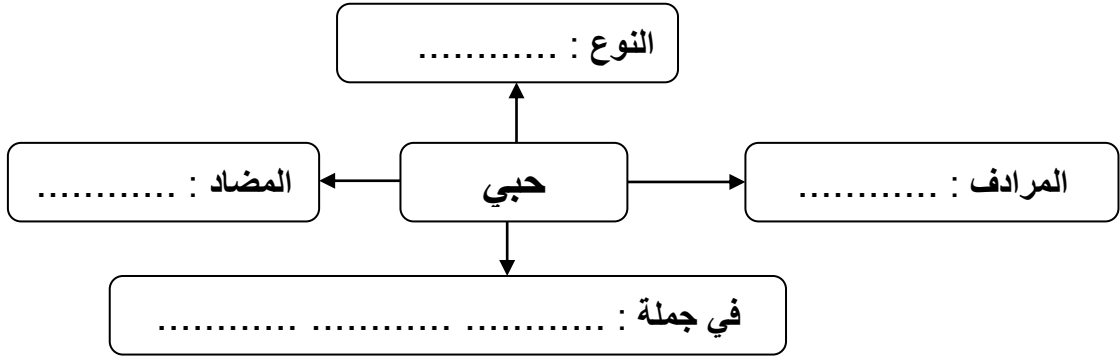 النوع : ............
المرادف : ............
حبي
المضاد : ............
في جملة : ............ ............ ............